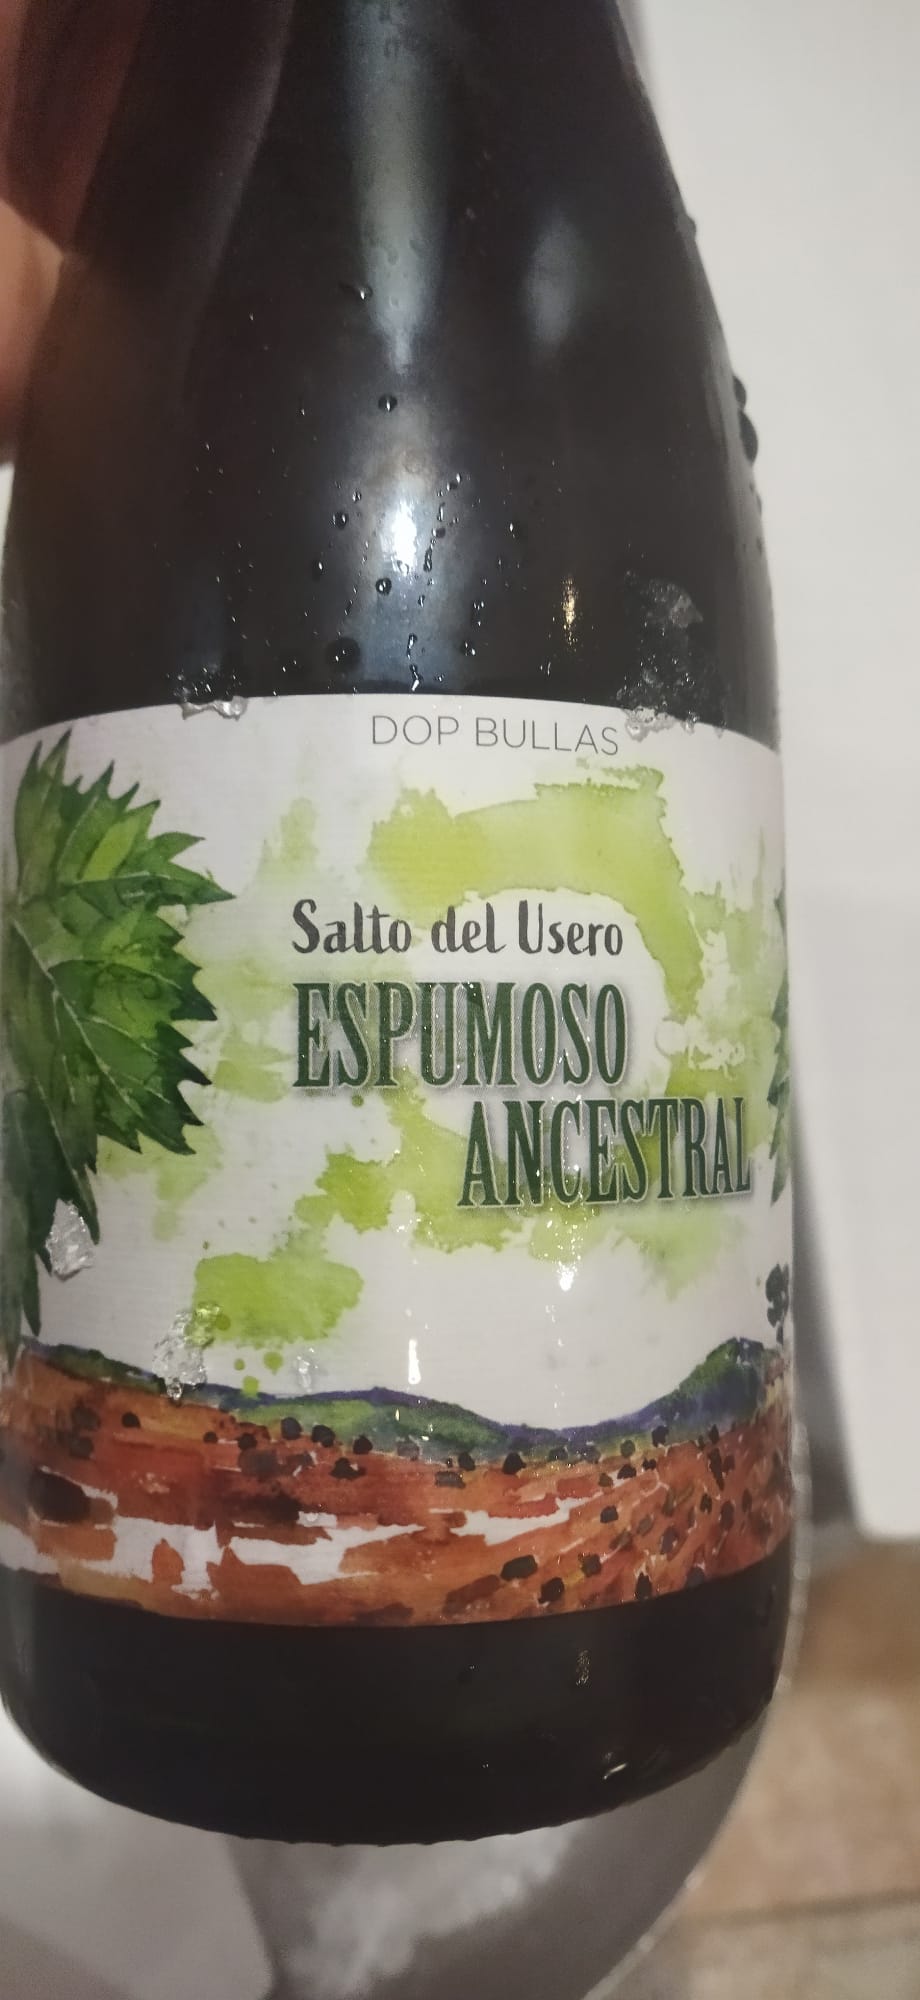 DOP BULLAS
Salto del Usero
ESPUMOSO
ANCESTRAL